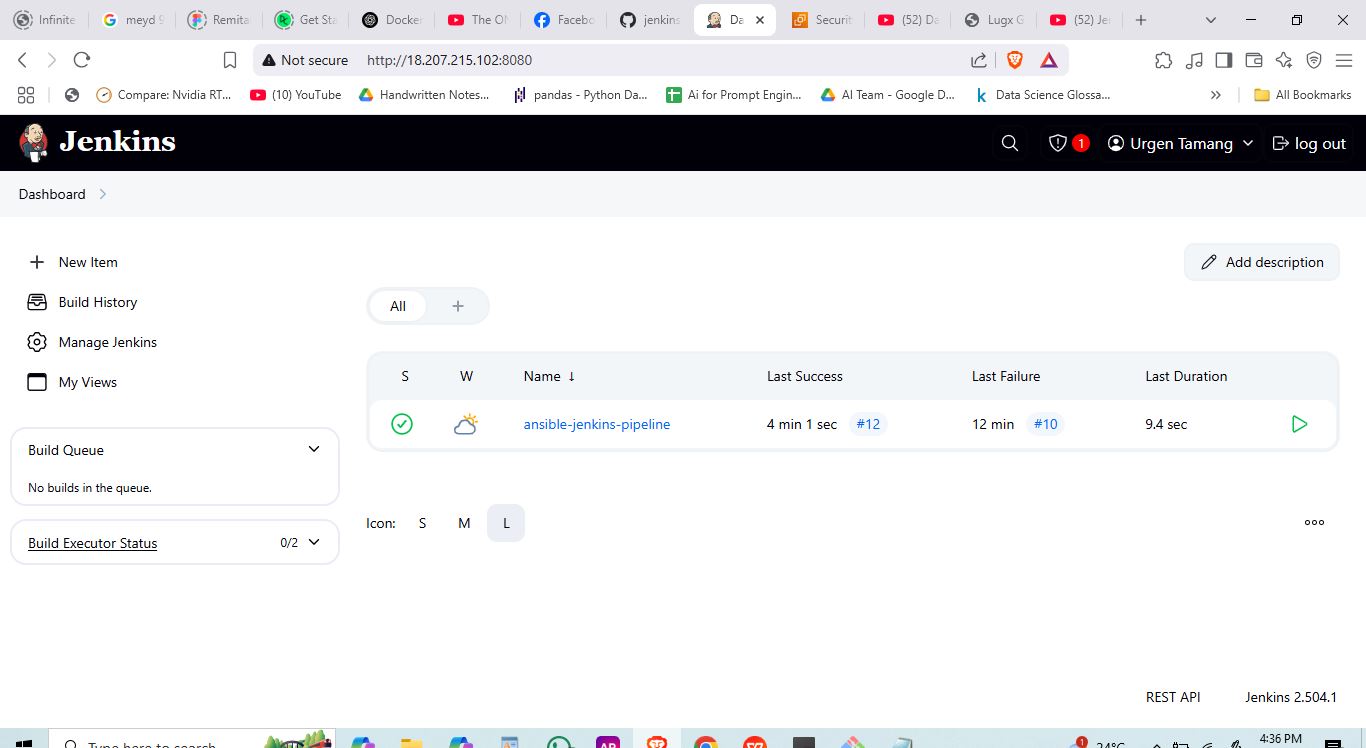 Infinite
meyd 9
Remita
Get Sta
Docker
The ON
Facebo
jenkins
Da
Securit
(52) Da
Lugx G
(52) Je
Not secure
http://18.207.215.102:8080
Compare: Nvidia RT...
(10) YouTube
Handwritten Notes...
pandas - Python Da...
Ai for Prompt Engin...
AI Team - Google D...
Data Science Glossa...
All Bookmarks
Jenkins
1
Urgen Tamang
log out
Dashboard
New Item
Add description
Build History
All
Manage Jenkins
My Views
S W Name ↓ Last Success Last Failure Last Duration
ansible-jenkins-pipeline 4 min 1 sec #12 12 min #10 9.4 sec
Build Queue
No builds in the queue.
Icon: S M L
Build Executor Status 0/2
REST API Jenkins 2.504.1
Type here to search
24°C
4:36 PM